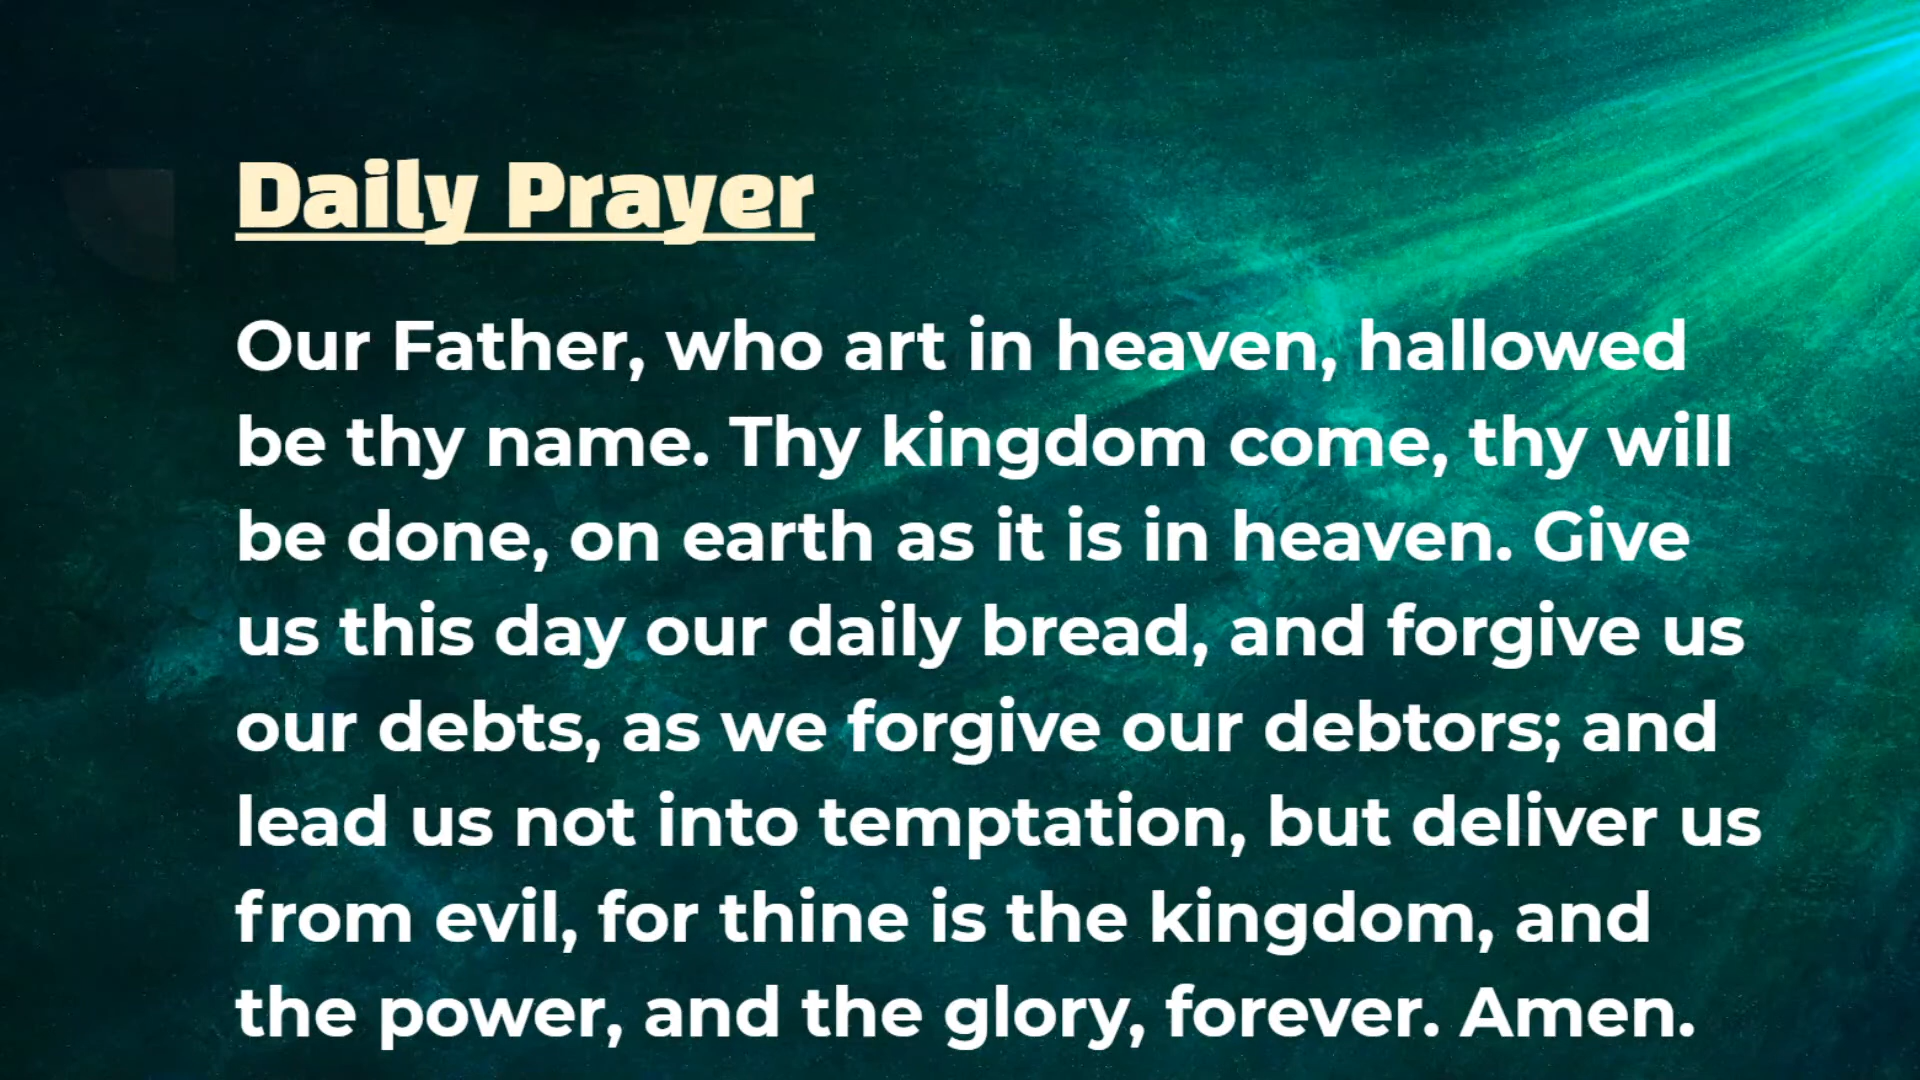 Daily Prayer
Our Father, who art in heaven, hallowed
be thy name. Thy kingdom come, thy will
be done, on earth as it is in heaven. Give
us this day our daily bread, and forgive us
our debts, as we forgive our debtors; and
lead us not into temptation, but deliver us
from evil, for thine is the kingdom, and
the power, and the glory, forever. Amen.